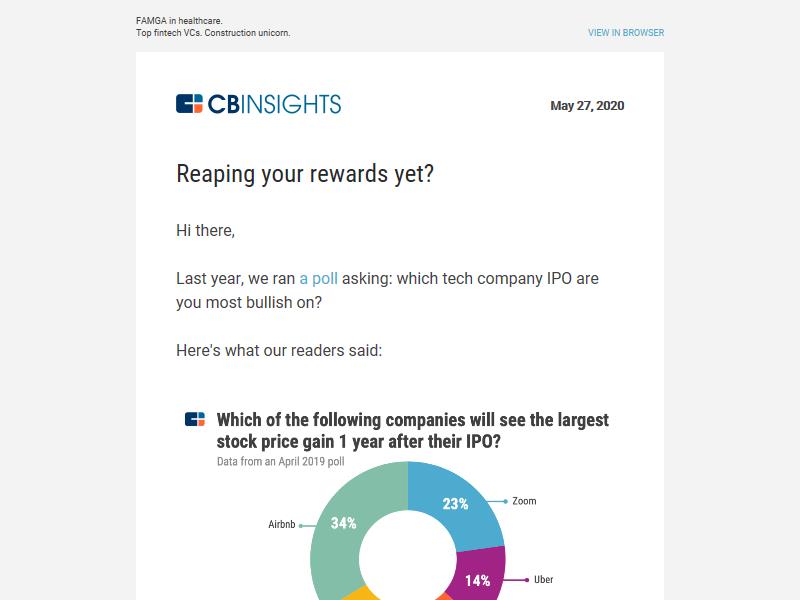 FAMGA in healthcare.
Top fintech VCs. Construction unicorn.
VIEW IN BROWSER
CBINSIGHTS
May 27, 2020
Reaping your rewards yet?
Hi there,
Last year, we ran a poll asking: which tech company IPO are
you most bullish on?
Here's what our readers said:
Which of the following companies will see the largest
stock price gain 1 year after their IPO?
Data from an April 2019 poll
23%
Zoom
Airbnb
34%
14%
Uber